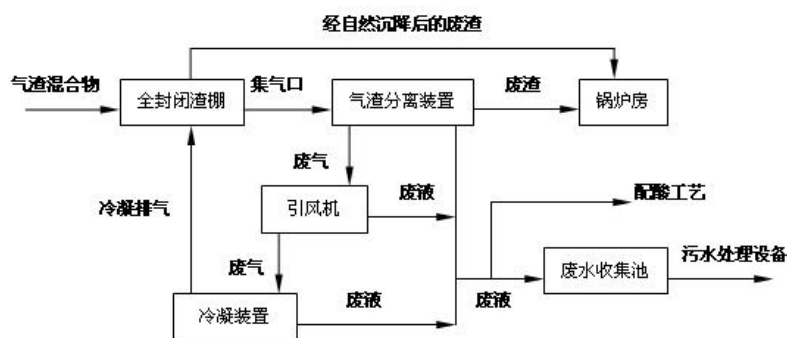 经自然沉降后的废渣
气渣混合物
全封闭渣棚
集气口
气渣分离装置
废渣
锅炉房
废气
冷凝排气
引风机
废液
配酸工艺
废气
废水收集池
污水处理设备
冷凝装置
废液
废液